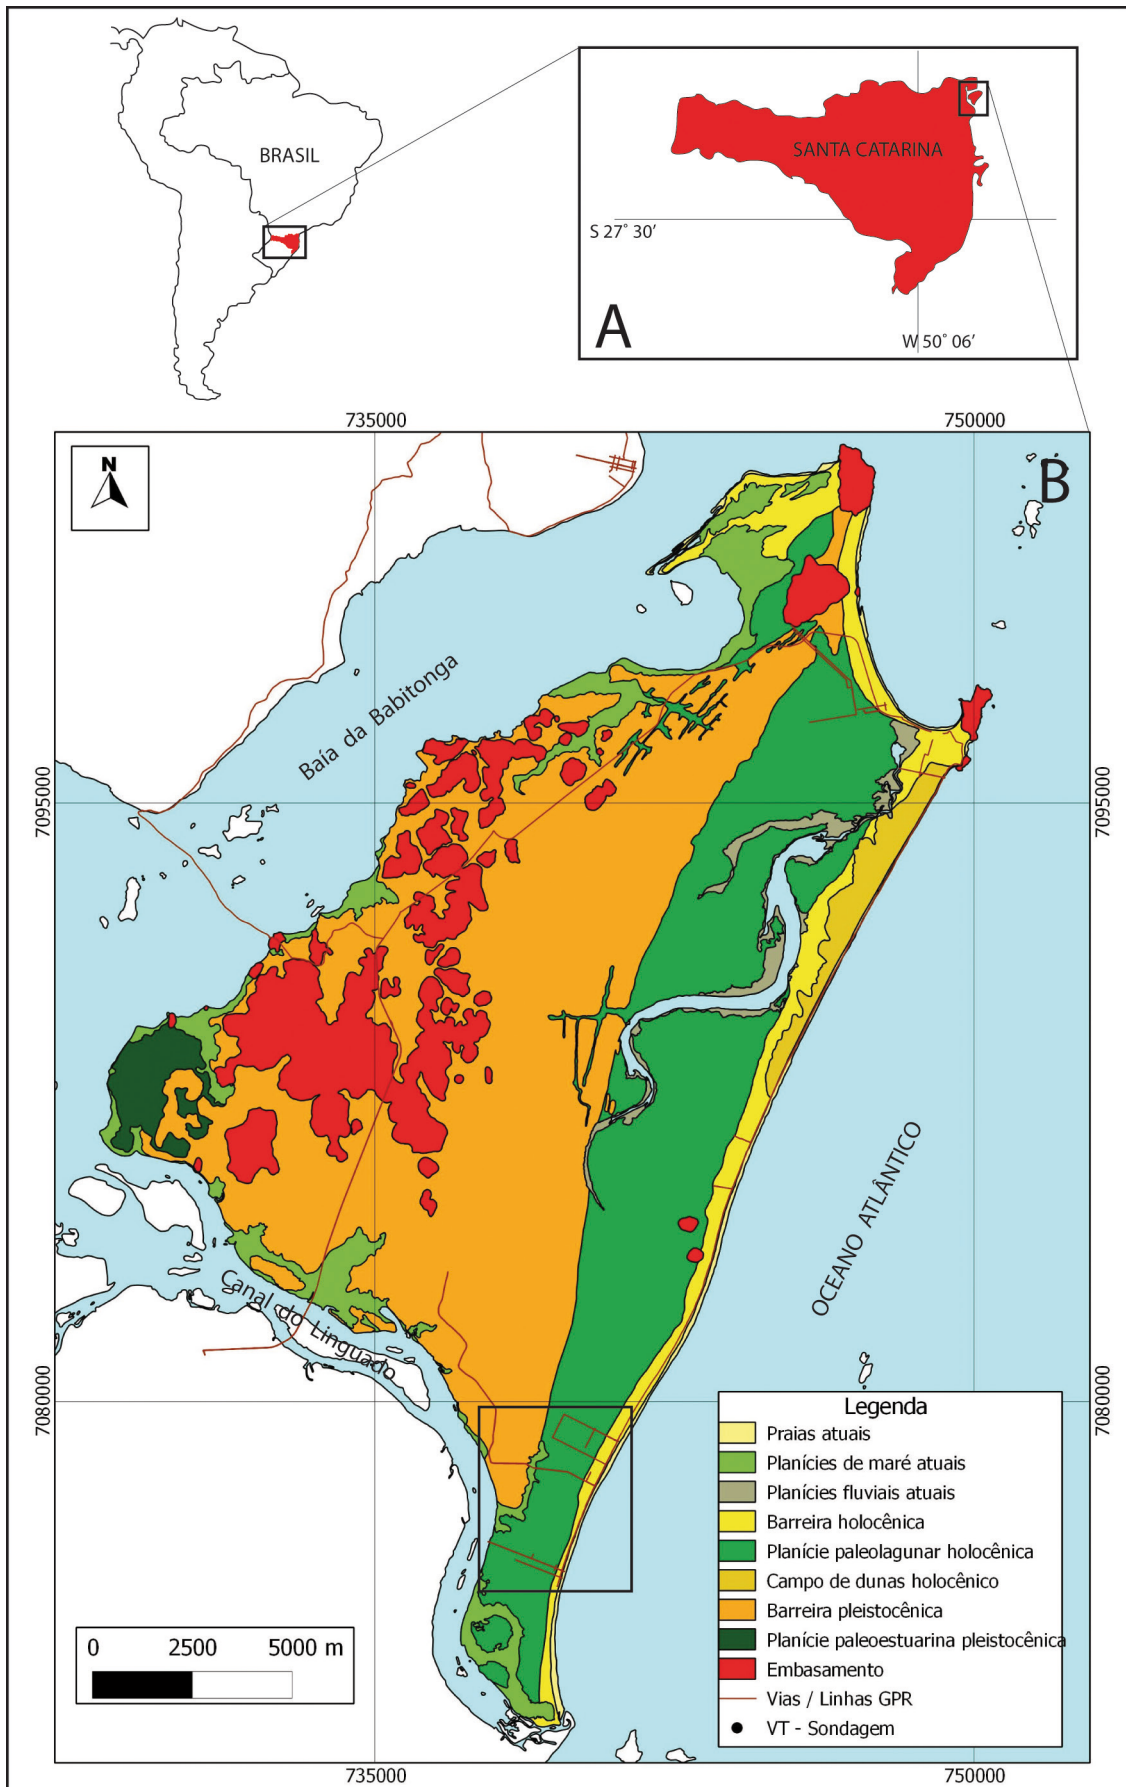 BRASIL
SANTA CATARINA
S 27° 30'
W 50° 06'
A
735000
750000
N
B
Baía da Babitonga
7095000
7095000
OCEANO ATLÂNTICO
Canal do Linguado
7080000
7080000
Legenda
Praias atuais
Planícies de maré atuais
Planícies fluviais atuais
Barreira holocênica
Planície paleolagunar holocênica
Campo de dunas holocênico
Barreira pleistocênica
Planície paleoestuarina pleistocênica
Embasamento
Vias / Linhas GPR
VT - Sondagem
0 2500 5000 m
735000
750000